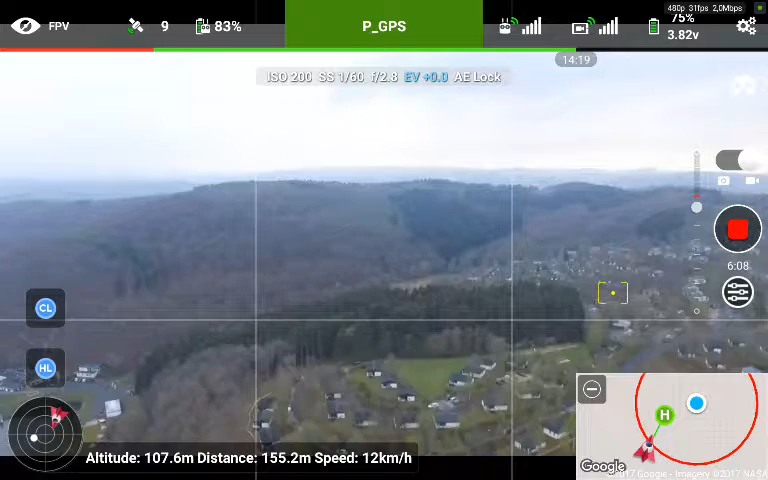 480p 31fps 2,0Mbps
FPV
9
83%
P_GPS
75%
3.82v
14:19
ISO 200 SS 1/60 f/2.8 EV +0.0 AE Lock
6:08
CL
HL
H
Altitude: 107.6m Distance: 155.2m Speed: 12km/h
Google
©2017 Google - Imagery ©2017 NASA